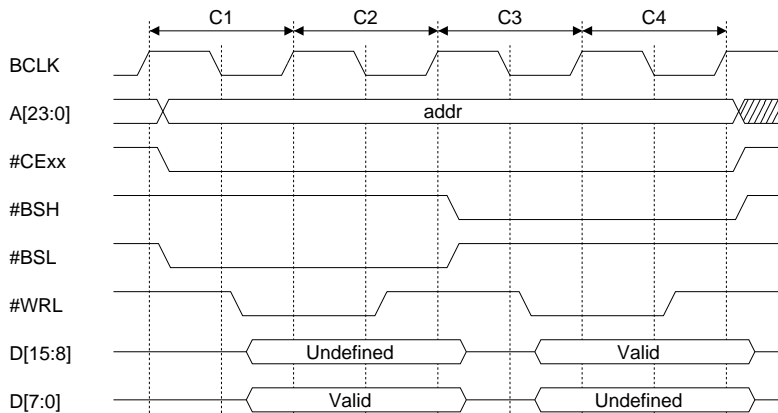 C1 C2 C3 C4
BCLK
A[23:0] addr
#CExx
#BSH
#BSL
#WRL
D[15:8] Undefined Valid
D[7:0] Valid Undefined